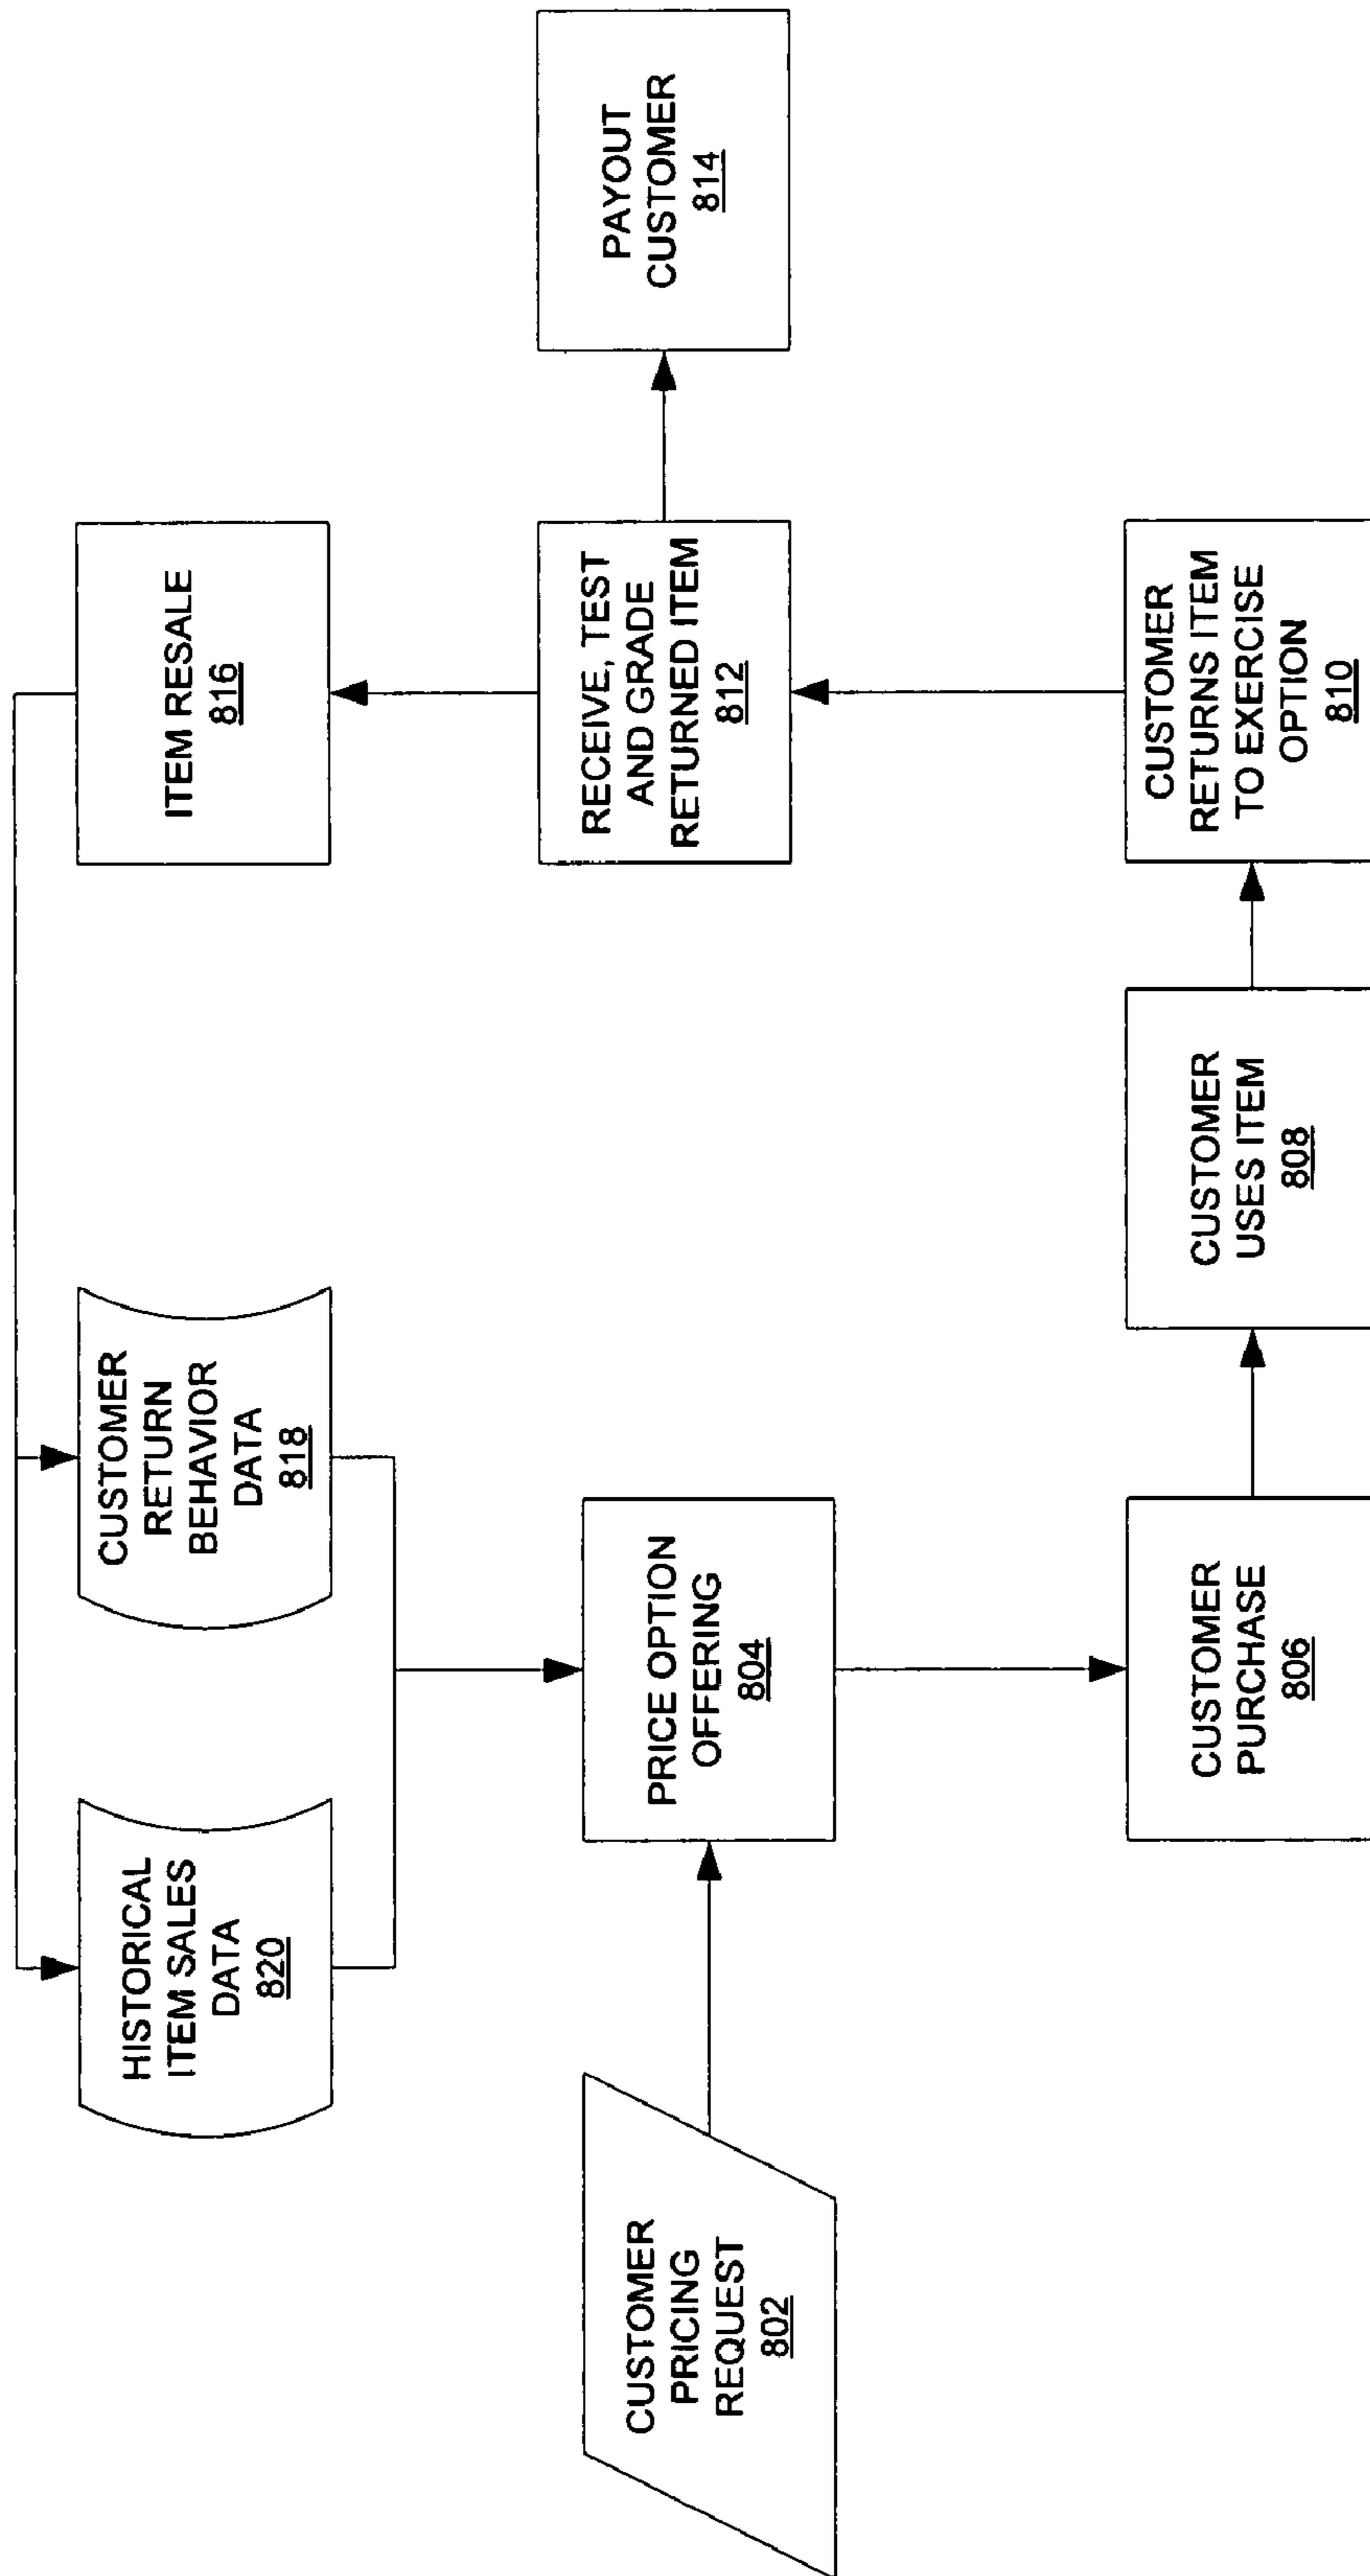 HISTORICAL
ITEM SALES
DATA
820
CUSTOMER
RETURN
BEHAVIOR
DATA
818
ITEM RESALE
816
CUSTOMER
PRICING
REQUEST
802
PRICE OPTION
OFFERING
804
RECEIVE, TEST
AND GRADE
RETURNED ITEM
812
PAYOUT
CUSTOMER
814
CUSTOMER
PURCHASE
806
CUSTOMER
USES ITEM
808
CUSTOMER
RETURNS ITEM
TO EXERCISE
OPTION
810